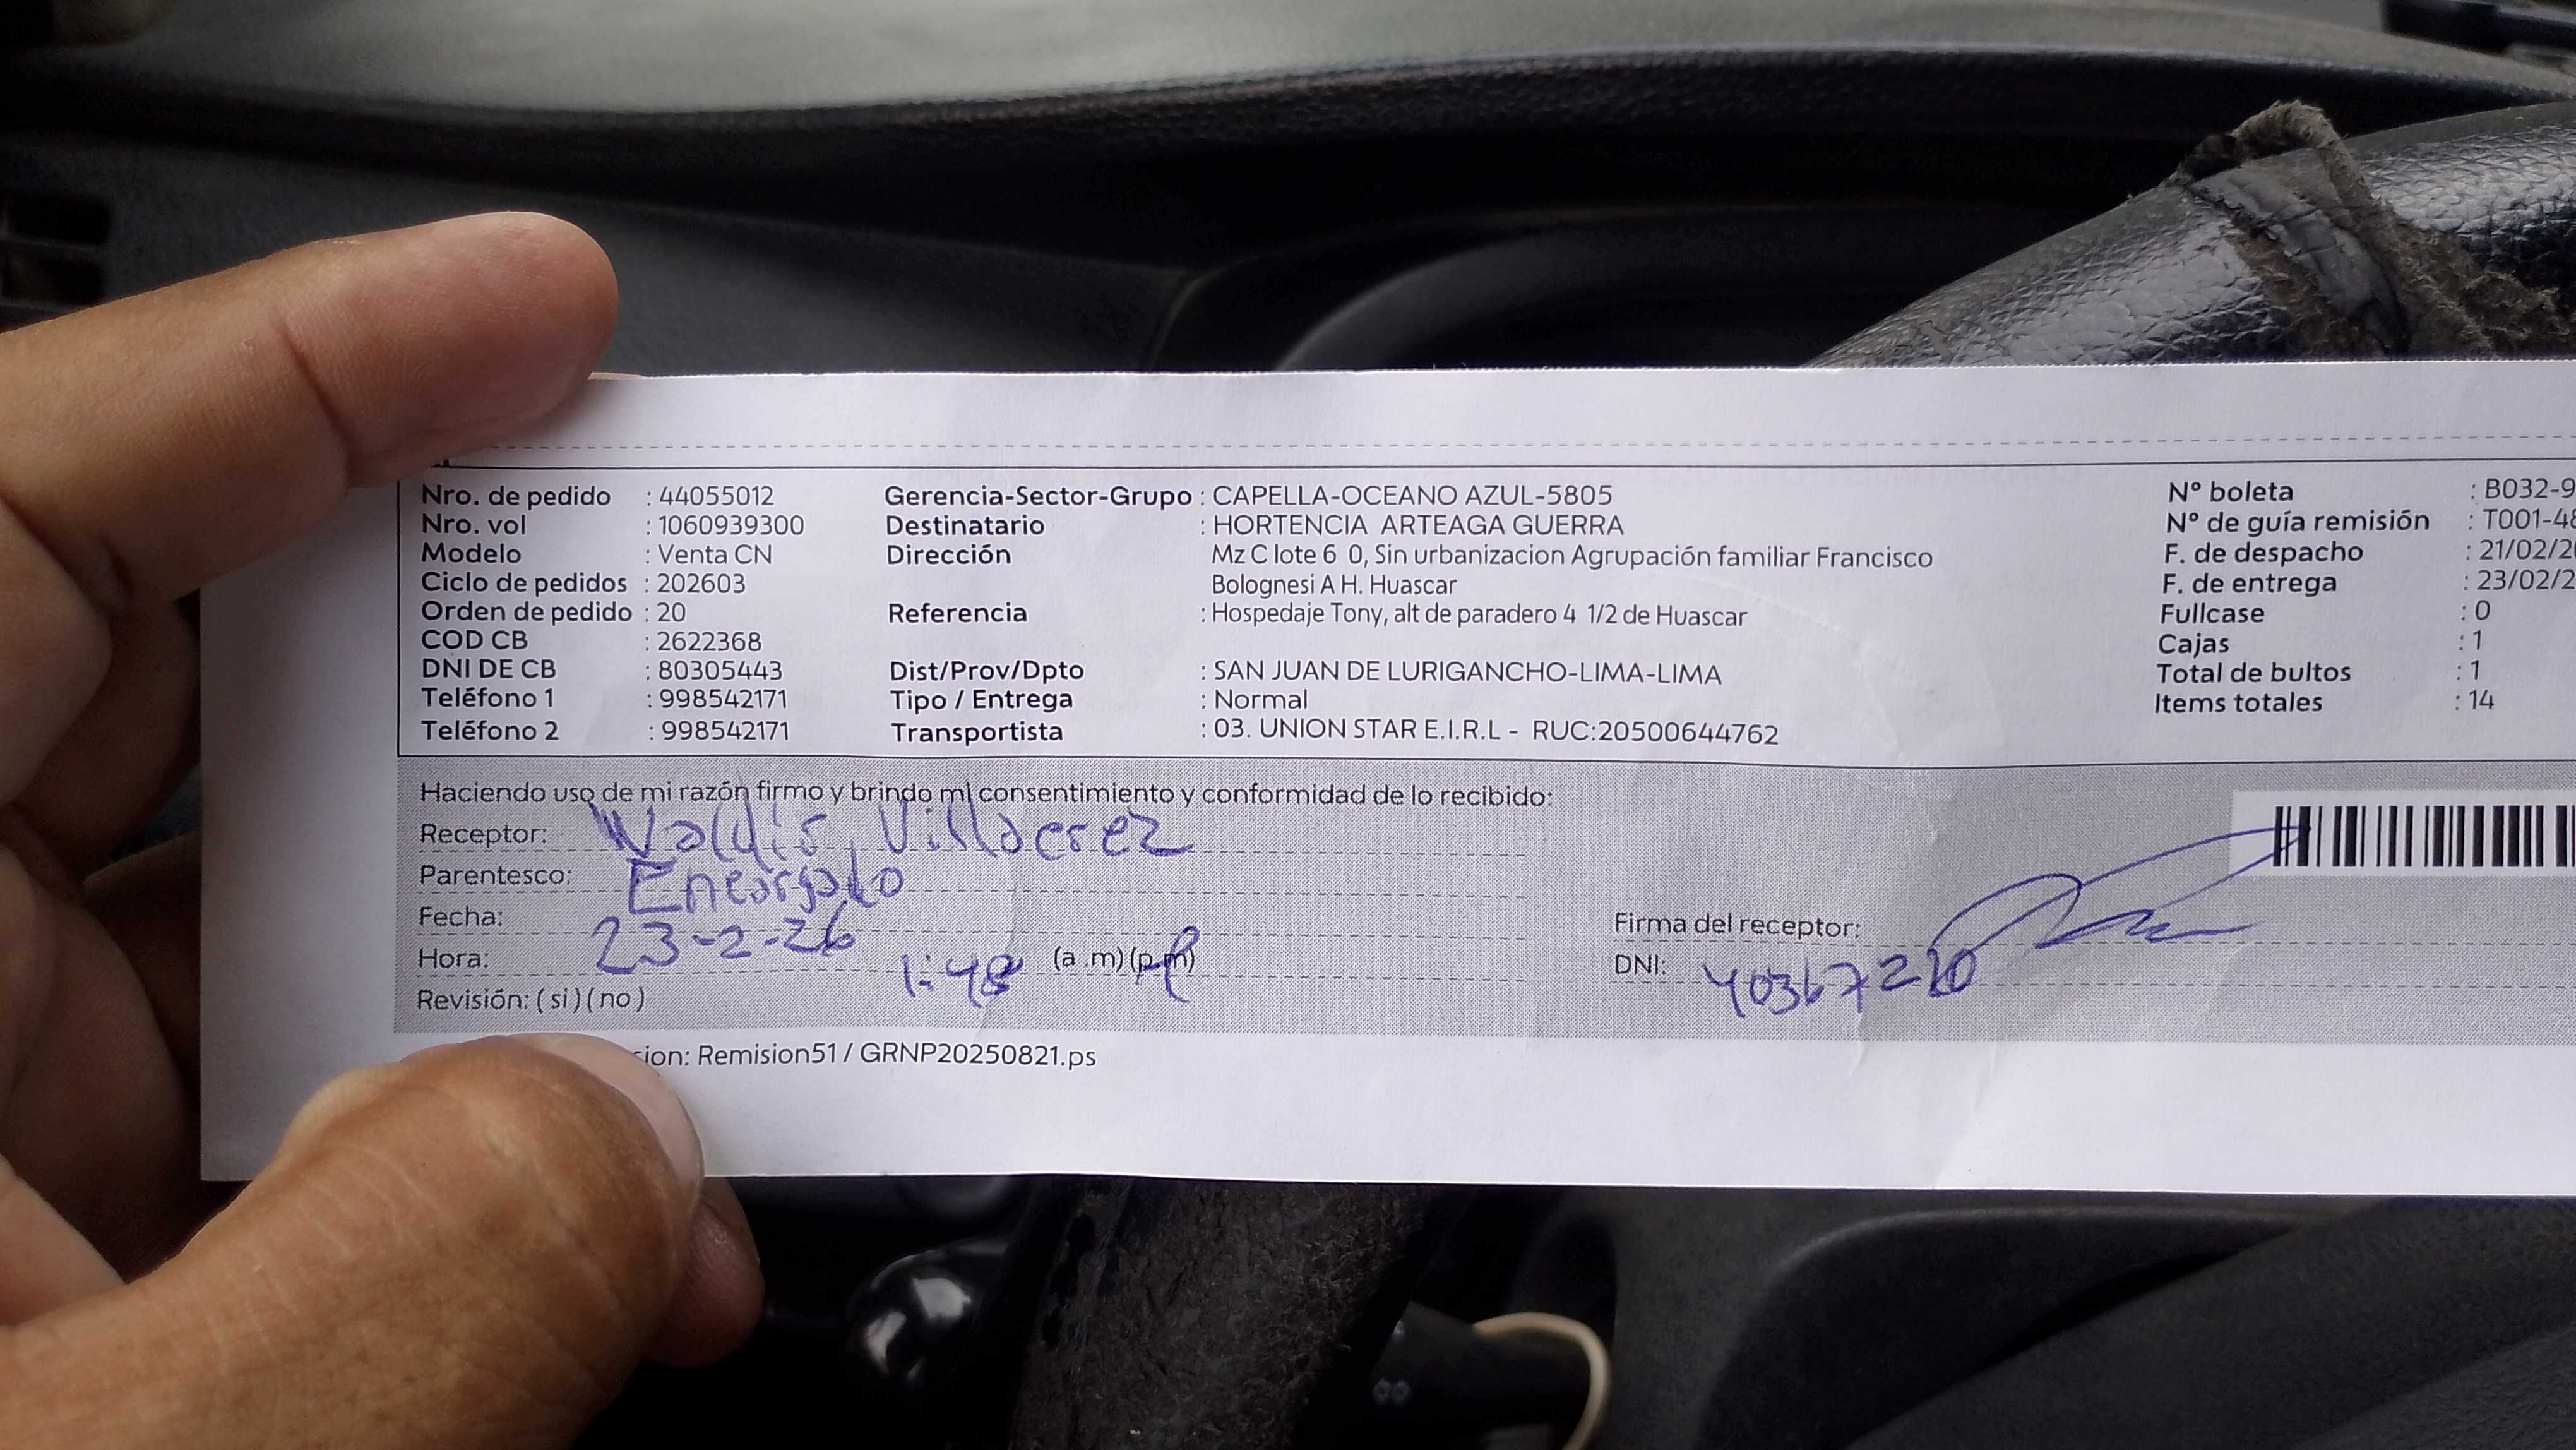 Nro. de pedido : 44055012 Gerencia-Sector-Grupo : CAPELLA-OCEANO AZUL-5805 N° boleta : B032-9
Nro. vol : 1060939300 Destinatario : HORTENCIA ARTEAGA GUERRA N° de guía remisión : T001-48
Modelo : Venta CN Dirección Mz C lote 6 0, Sin urbanizacion Agrupación familiar Francisco F. de despacho : 21/02/2
Ciclo de pedidos : 202603 Bolognesi A H. Huascar F. de entrega : 23/02/2
Orden de pedido : 20 Referencia : Hospedaje Tony, alt de paradero 4 1/2 de Huascar Fullcase : 0
COD CB : 2622368 Cajas : 1
DNI DE CB : 80305443 Dist/Prov/Dpto : SAN JUAN DE LURIGANCHO-LIMA-LIMA Total de bultos : 1
Teléfono 1 : 998542171 Tipo / Entrega : Normal Items totales : 14
Teléfono 2 : 998542171 Transportista : 03. UNION STAR E.I.R.L - RUC:20500644762
Haciendo uso de mi razón firmo y brindo mi consentimiento y conformidad de lo recibido:
Receptor: Waldir Villacrez
Parentesco: Encargado
Fecha: 23-2-26
Firma del receptor:
Hora: 1:48 (a .m)(p.m)
DNI:
Revisión: ( si )( no )
cion: Remision51 / GRNP20250821.ps